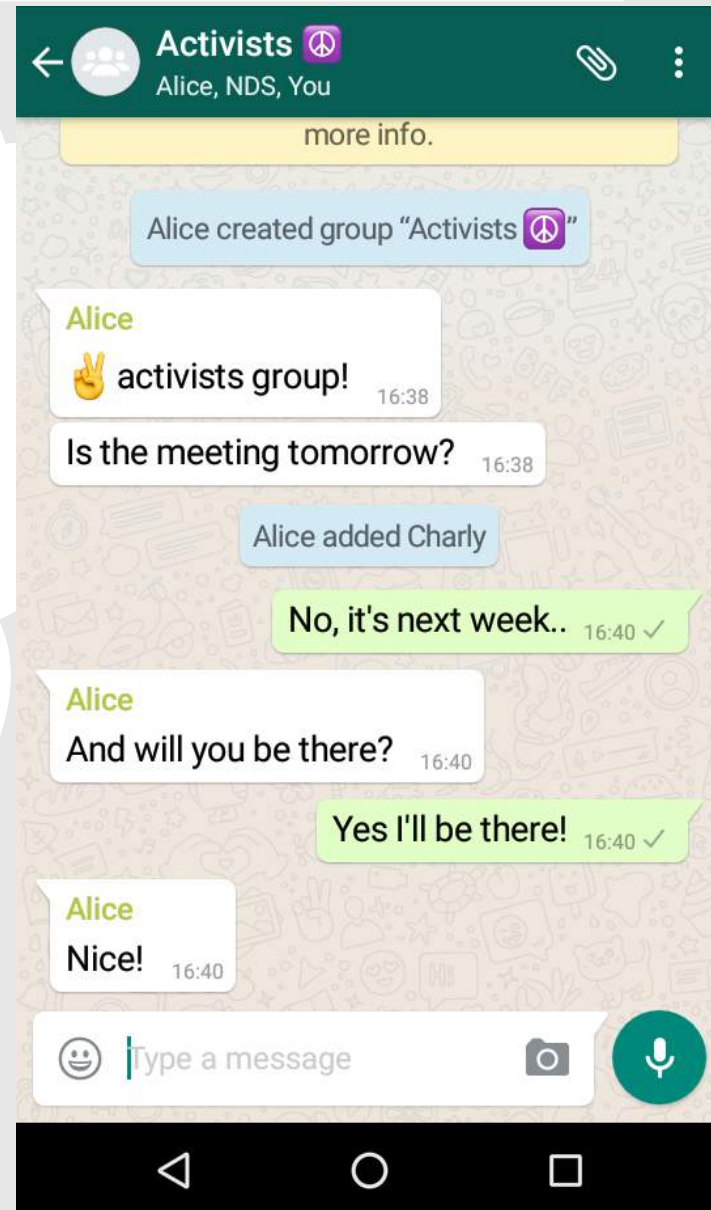 Activists ☮
Alice, NDS, You
more info.
Alice created group “Activists ☮”
Alice
✌ activists group! 16:38
Is the meeting tomorrow? 16:38
Alice added Charly
No, it's next week.. 16:40
Alice
And will you be there? 16:40
Yes I'll be there! 16:40
Alice
Nice! 16:40
Type a message